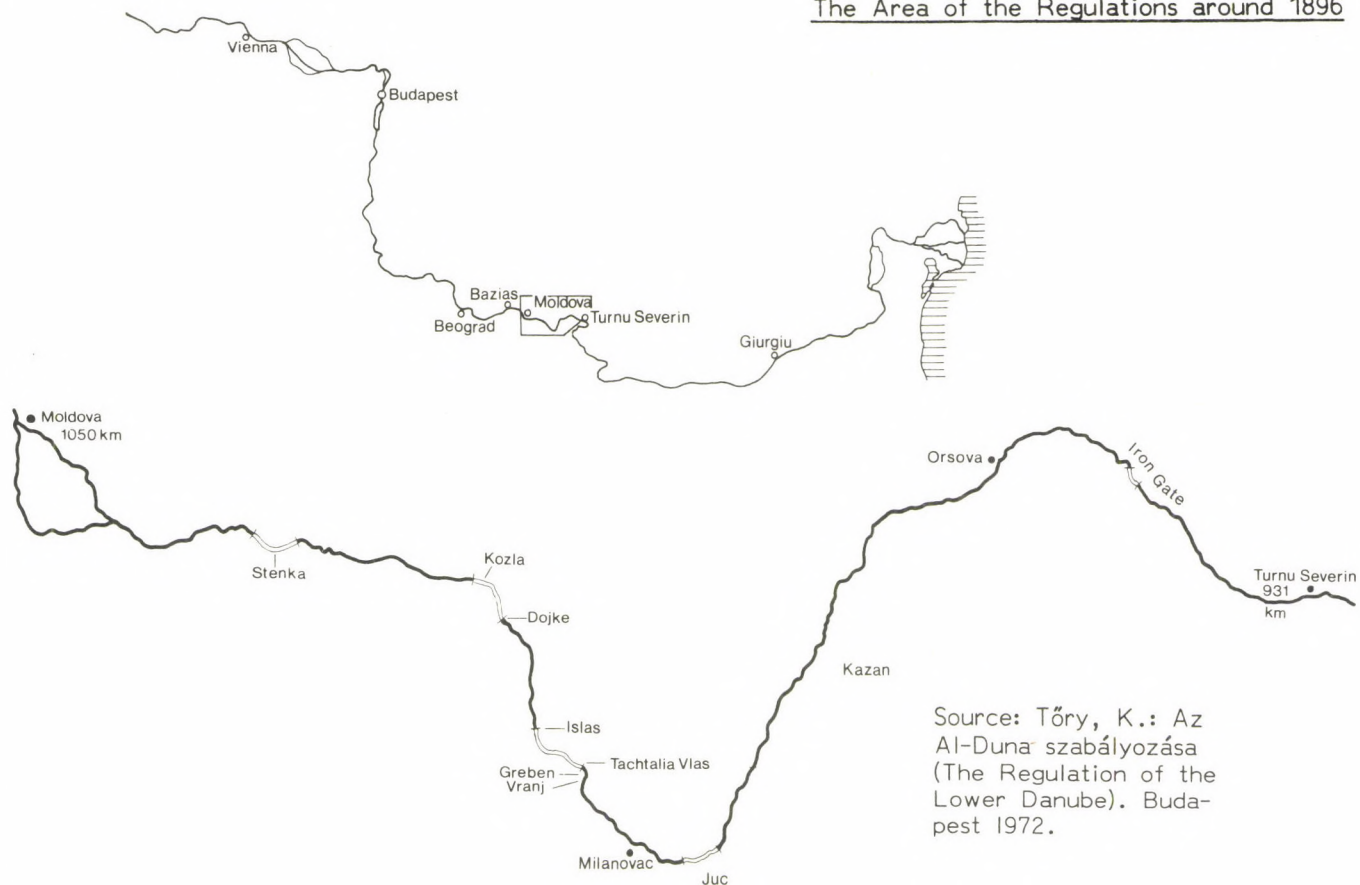 The Area of the Regulations around 1896
Vienna
Budapest
Bazias
Moldova
Beograd
Turnu Severin
Giurgiu
Moldova
1050 km
Stenka
Kozla
Dojke
Islas
Tachtalia Vlas
Greben
Vranj
Milanovac
Juc
Kazan
Orsova
Iron Gate
Turnu Severin
931
km
Source: Tőry, K.: Az
Al-Duna szabályozása
(The Regulation of the
Lower Danube). Buda-
pest 1972.